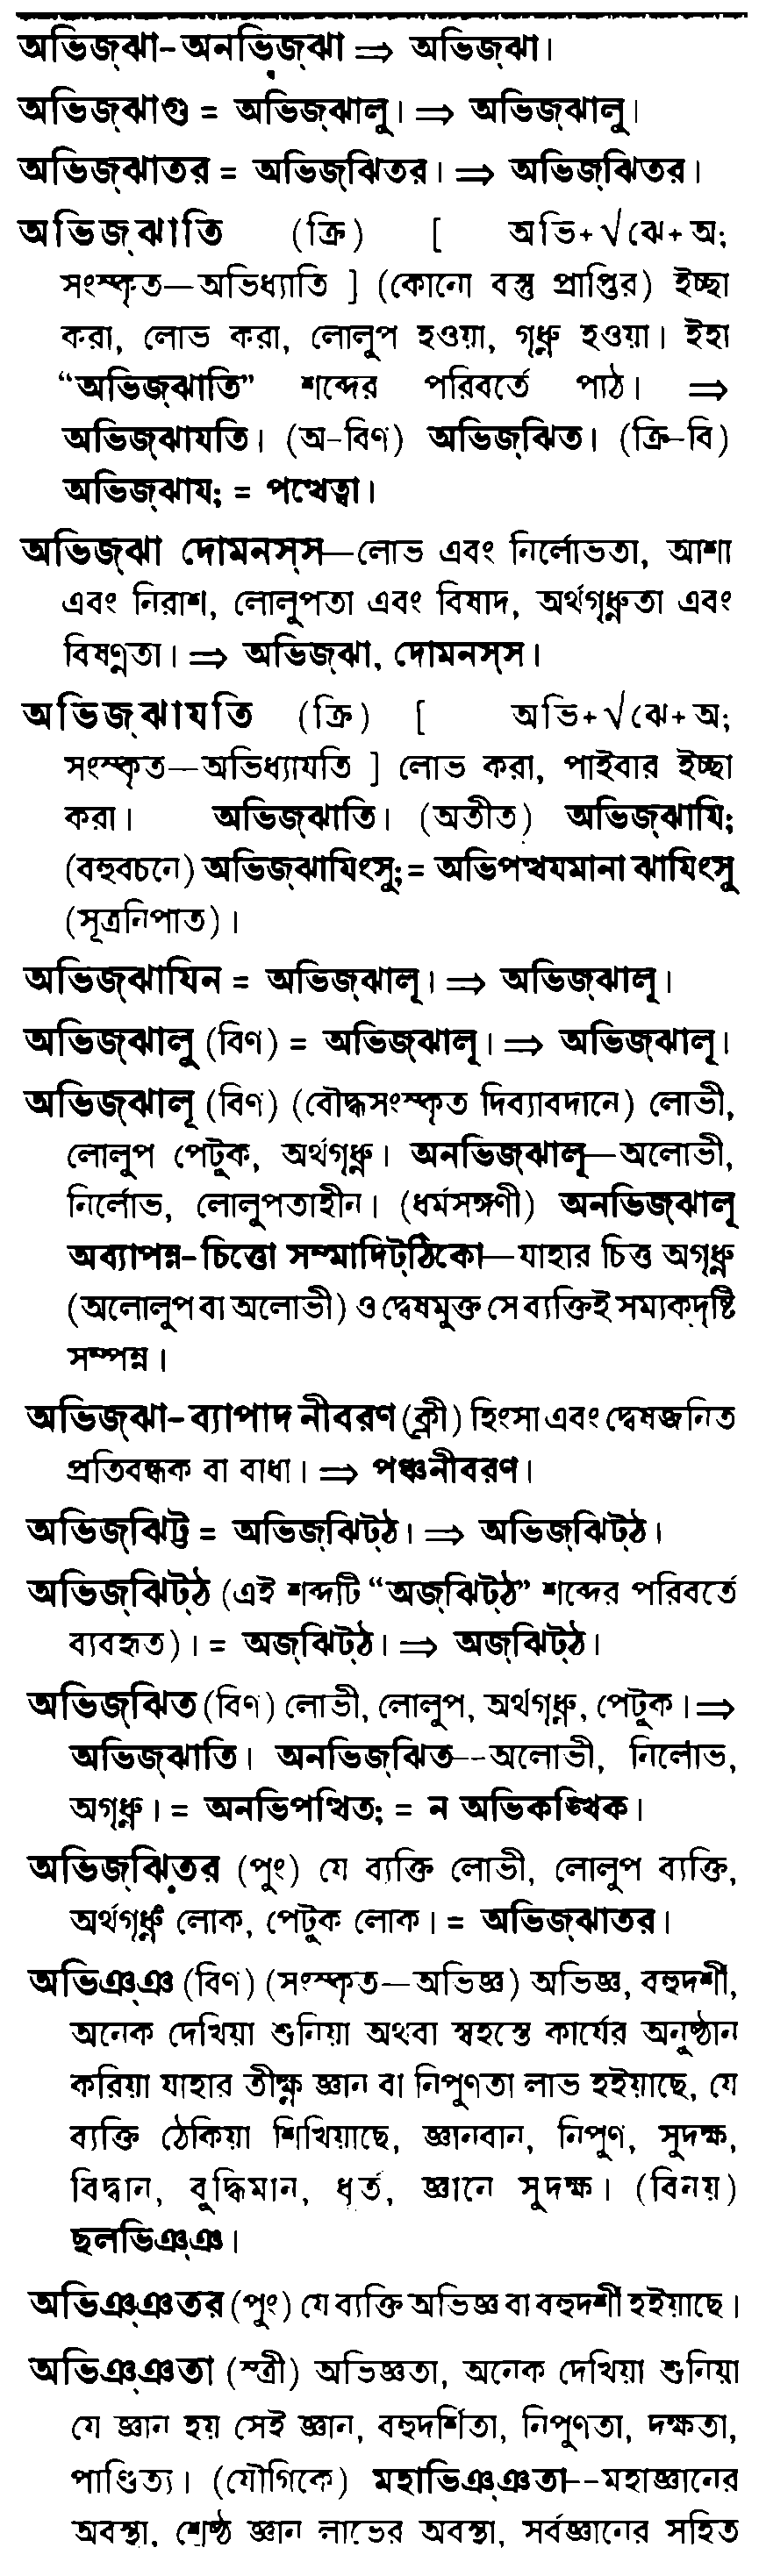 অভিজ্‌ঝা-অনভিজ্‌ঝা ⇒ অভিজ্‌ঝা।
অভিজ্‌ঝাগু = অভিজ্‌ঝালু। ⇒ অভিজ্‌ঝালু।
অভিজ্‌ঝাতর = অভিজ্‌ঝিতর। ⇒ অভিজ্‌ঝিতর।
অভিজ্‌ঝাতি (ক্রি) [ অভি+√ঝে+অ;
সংস্কৃত—অভিধ্যাতি ] (কোনো বস্তু প্রাপ্তির) ইচ্ছা
করা, লোভ করা, লোলুপ হওয়া, গৃধ্নু হওয়া। ইহা
“অভিজ্‌ঝাতি” শব্দের পরিবর্তে পাঠ। ⇒
অভিজ্‌ঝাযতি। (অ-বিণ) অভিজ্‌ঝিত। (ক্রি-বি)
অভিজ্‌ঝায; = পত্থেত্বা।
অভিজ্‌ঝা দোমনস্‌স—লোভ এবং নির্লোভতা, আশা
এবং নিরাশ, লোলুপতা এবং বিষাদ, অর্থগৃধ্নুতা এবং
বিষণ্নতা। ⇒ অভিজ্‌ঝা, দোমনস্‌স।
অভিজ্‌ঝাযতি (ক্রি) [ অভি+√ঝে+অ;
সংস্কৃত—অভিধ্যাযতি ] লোভ করা, পাইবার ইচ্ছা
করা। অভিজ্‌ঝাতি। (অতীত) অভিজ্‌ঝাযি;
(বহুবচনে) অভিজ্‌ঝাযিংসু; = অভিপত্থযমানা ঝাযিংসু
(সূত্রনিপাত)।
অভিজ্‌ঝাযিন = অভিজ্‌ঝালূ। ⇒ অভিজ্‌ঝালূ।
অভিজ্‌ঝালু (বিণ) = অভিজ্‌ঝালূ। ⇒ অভিজ্‌ঝালূ।
অভিজ্‌ঝালূ (বিণ) (বৌদ্ধসংস্কৃত দিব্যাবদানে) লোভী,
লোলুপ পেটুক, অর্থগৃধ্নু। অনভিজ্‌ঝালূ—অলোভী,
নির্লোভ, লোলুপতাহীন। (ধর্মসঙ্গণী) অনভিজ্‌ঝালূ
অব্যাপন্ন-চিত্তো সম্মাদিট্‌ঠিকো—যাহার চিত্ত অগৃধ্নু
(অলোলুপ বা অলোভী) ও দ্বেষমুক্ত সে ব্যক্তিই সম্যকদৃষ্টি
সম্পন্ন।
অভিজ্‌ঝা-ব্যাপাদ নীবরণ (ক্লী) হিংসা এবং দ্বেষজনিত
প্রতিবন্ধক বা বাধা। ⇒ পঞ্চনীবরণ।
অভিজ্‌ঝিট্ট = অভিজ্‌ঝিট্‌ঠ। ⇒ অভিজ্‌ঝিট্‌ঠ।
অভিজ্‌ঝিট্‌ঠ (এই শব্দটি “অজ্‌ঝিট্‌ঠ” শব্দের পরিবর্তে
ব্যবহৃত)। = অজ্‌ঝিট্‌ঠ। ⇒ অজ্‌ঝিট্‌ঠ।
অভিজ্‌ঝিত (বিণ) লোভী, লোলুপ, অর্থগৃধ্নু, পেটুক। ⇒
অভিজ্‌ঝাতি। অনভিজ্‌ঝিত--অলোভী, নির্লোভ,
অগৃধ্নু। = অনভিপত্থিত; = ন অভিকঙ্খিক।
অভিজ্‌ঝিতর (পুং) যে ব্যক্তি লোভী, লোলুপ ব্যক্তি,
অর্থগৃধ্নু লোক, পেটুক লোক। = অভিজ্‌ঝাতর।
অভিঞ্‌ঞ (বিণ) (সংস্কৃত—অভিজ্ঞ) অভিজ্ঞ, বহুদর্শী,
অনেক দেখিয়া শুনিয়া অথবা স্বহস্তে কার্যের অনুষ্ঠান
করিয়া যাহার তীক্ষ্ণ জ্ঞান বা নিপুণতা লাভ হইয়াছে, যে
ব্যক্তি ঠেকিয়া শিখিয়াছে, জ্ঞানবান, নিপুণ, সুদক্ষ,
বিদ্বান, বুদ্ধিমান, ধূর্ত, জ্ঞানে সুদক্ষ। (বিনয়)
ছলভিঞ্‌ঞ।
অভিঞ্‌ঞতর (পুং) যে ব্যক্তি অভিজ্ঞ বা বহুদর্শী হইয়াছে।
অভিঞ্‌ঞতা (স্ত্রী) অভিজ্ঞতা, অনেক দেখিয়া শুনিয়া
যে জ্ঞান হয় সেই জ্ঞান, বহুদর্শিতা, নিপুণতা, দক্ষতা,
পাণ্ডিত্য। (যৌগিকে) মহাভিঞ্‌ঞতা--মহাজ্ঞানের
অবস্থা, শ্রেষ্ঠ জ্ঞান লাভের অবস্থা, সর্বজ্ঞানের সহিত